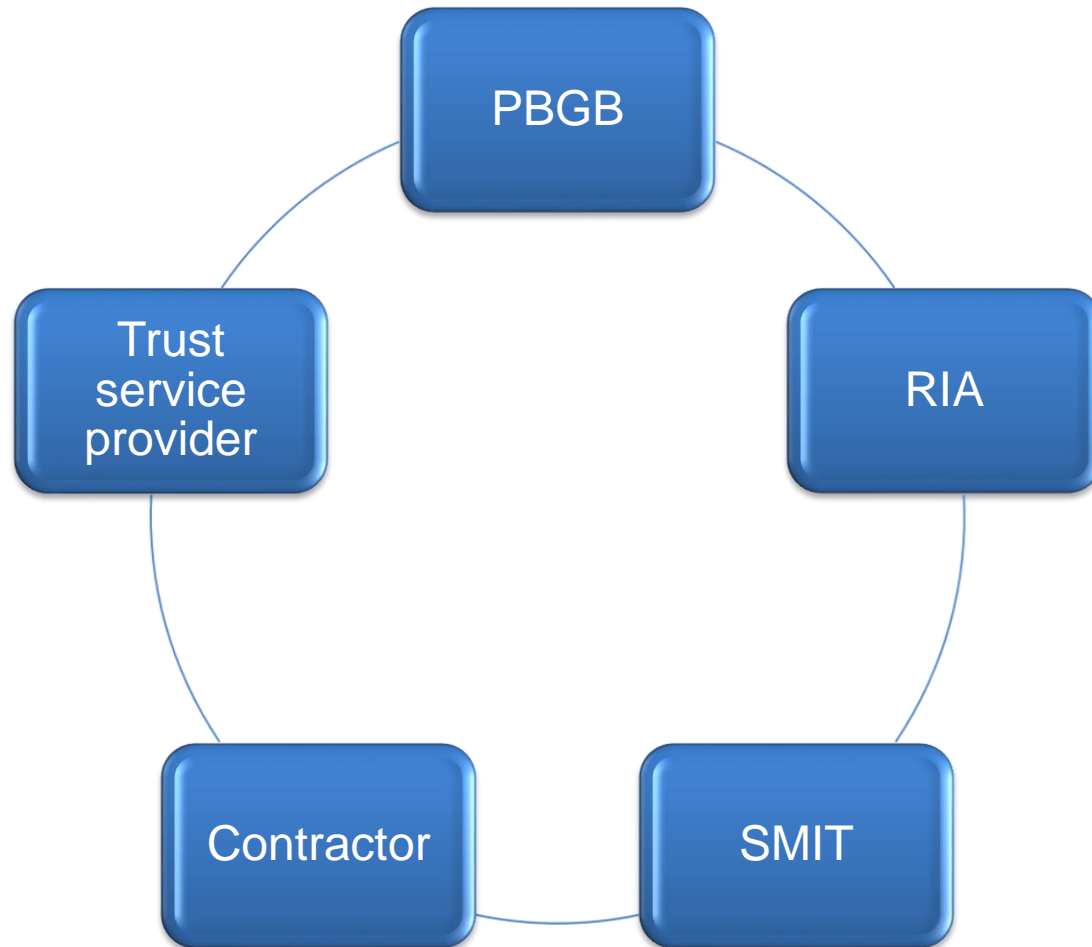 PBGB
RIA
SMIT
Contractor
Trust
service
provider